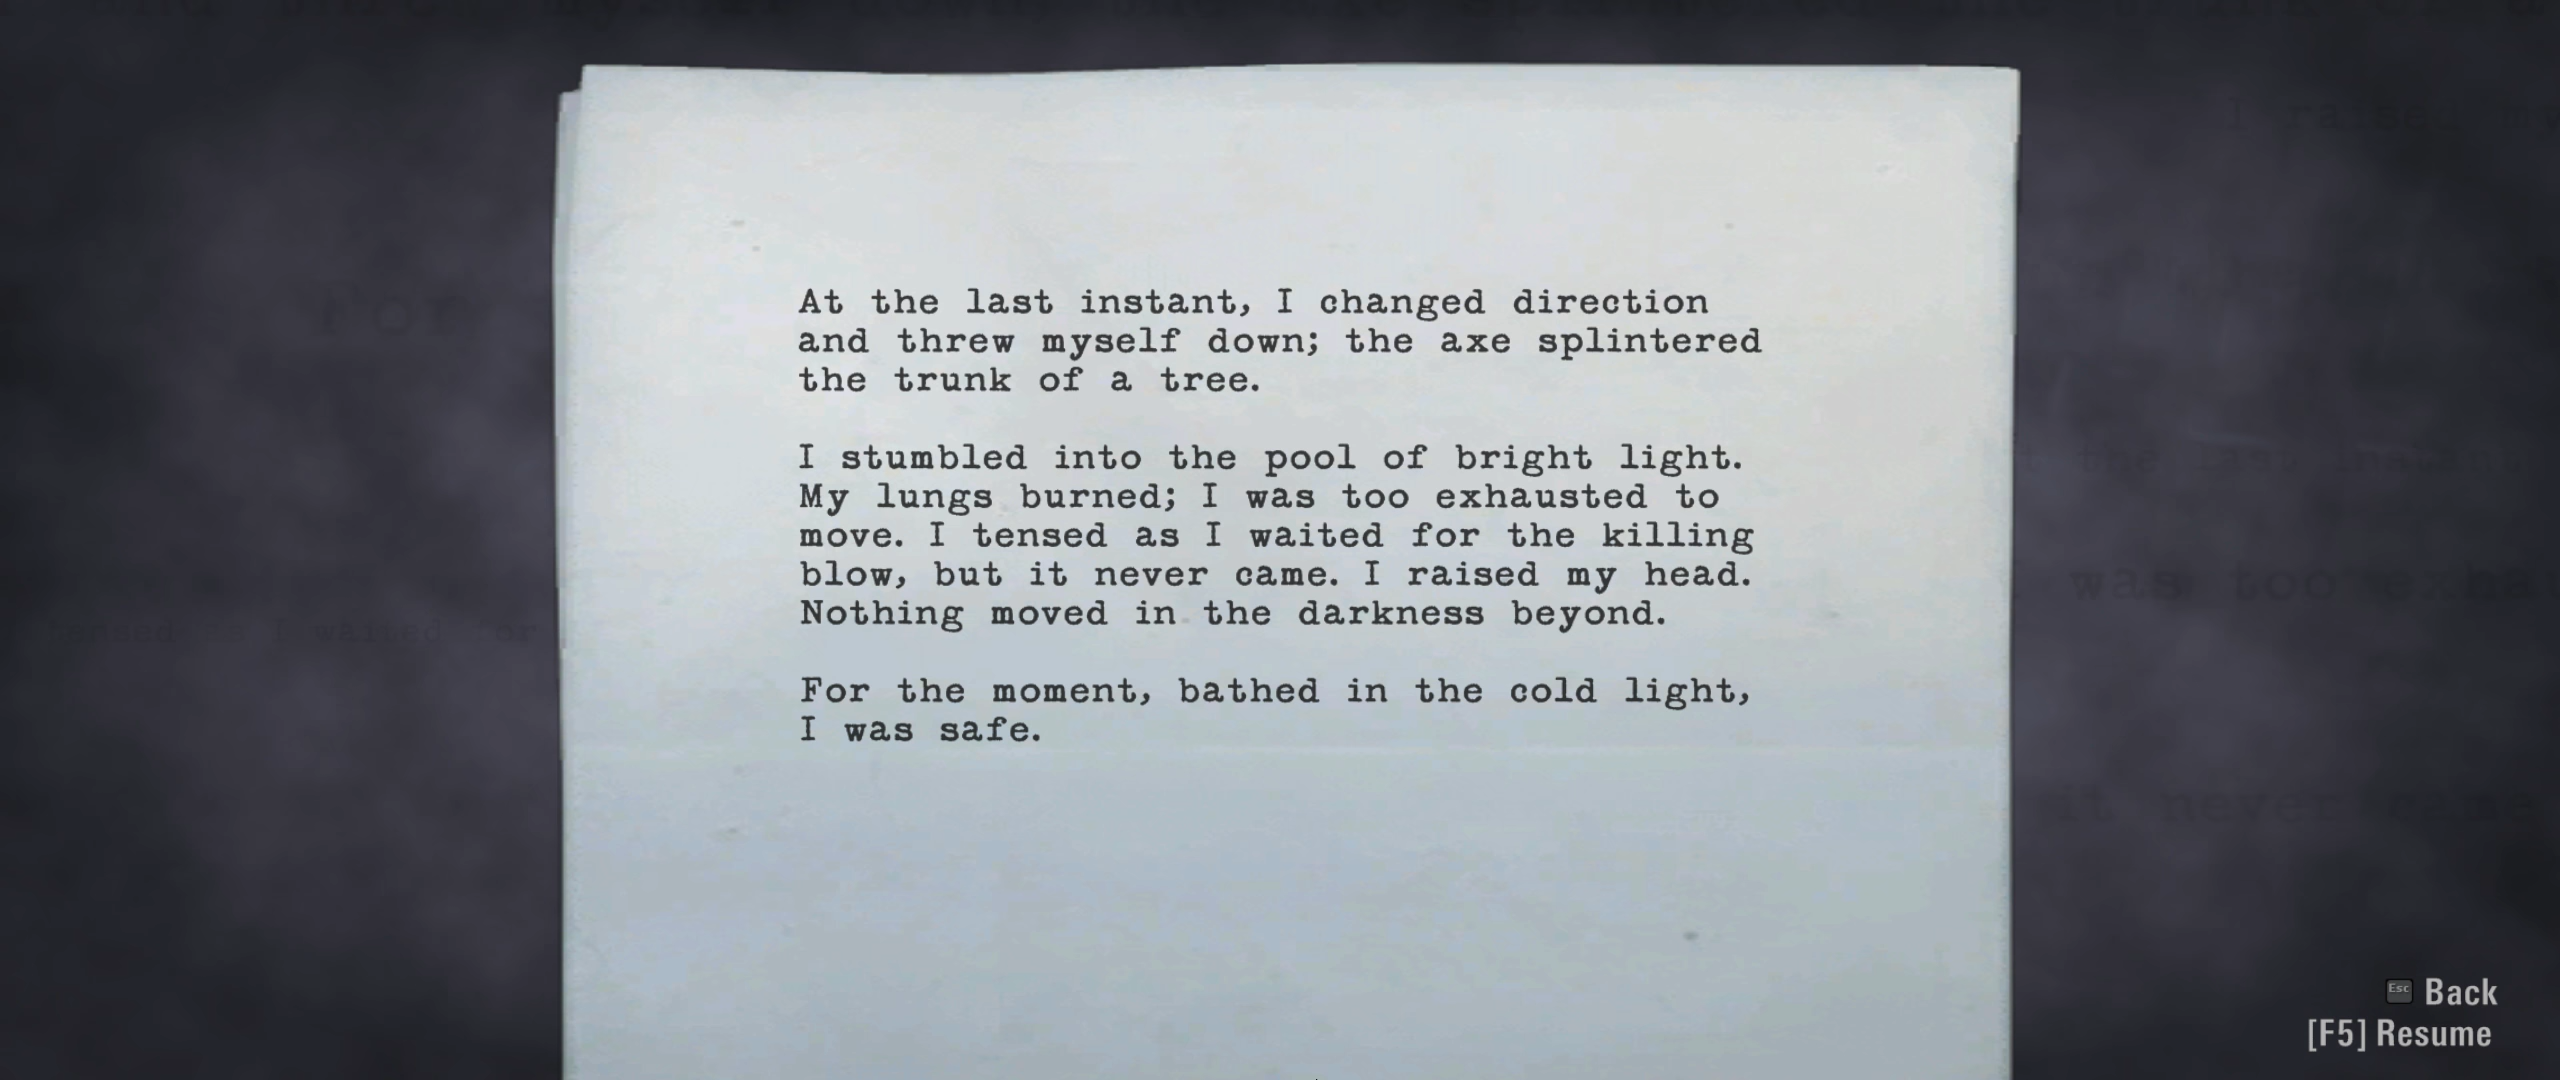 At the last instant, I changed direction
and threw myself down; the axe splintered
the trunk of a tree.
I stumbled into the pool of bright light.
My lungs burned; I was too exhausted to
move. I tensed as I waited for the killing
blow, but it never came. I raised my head.
Nothing moved in the darkness beyond.
For the moment, bathed in the cold light,
I was safe.
Esc Back
[F5] Resume